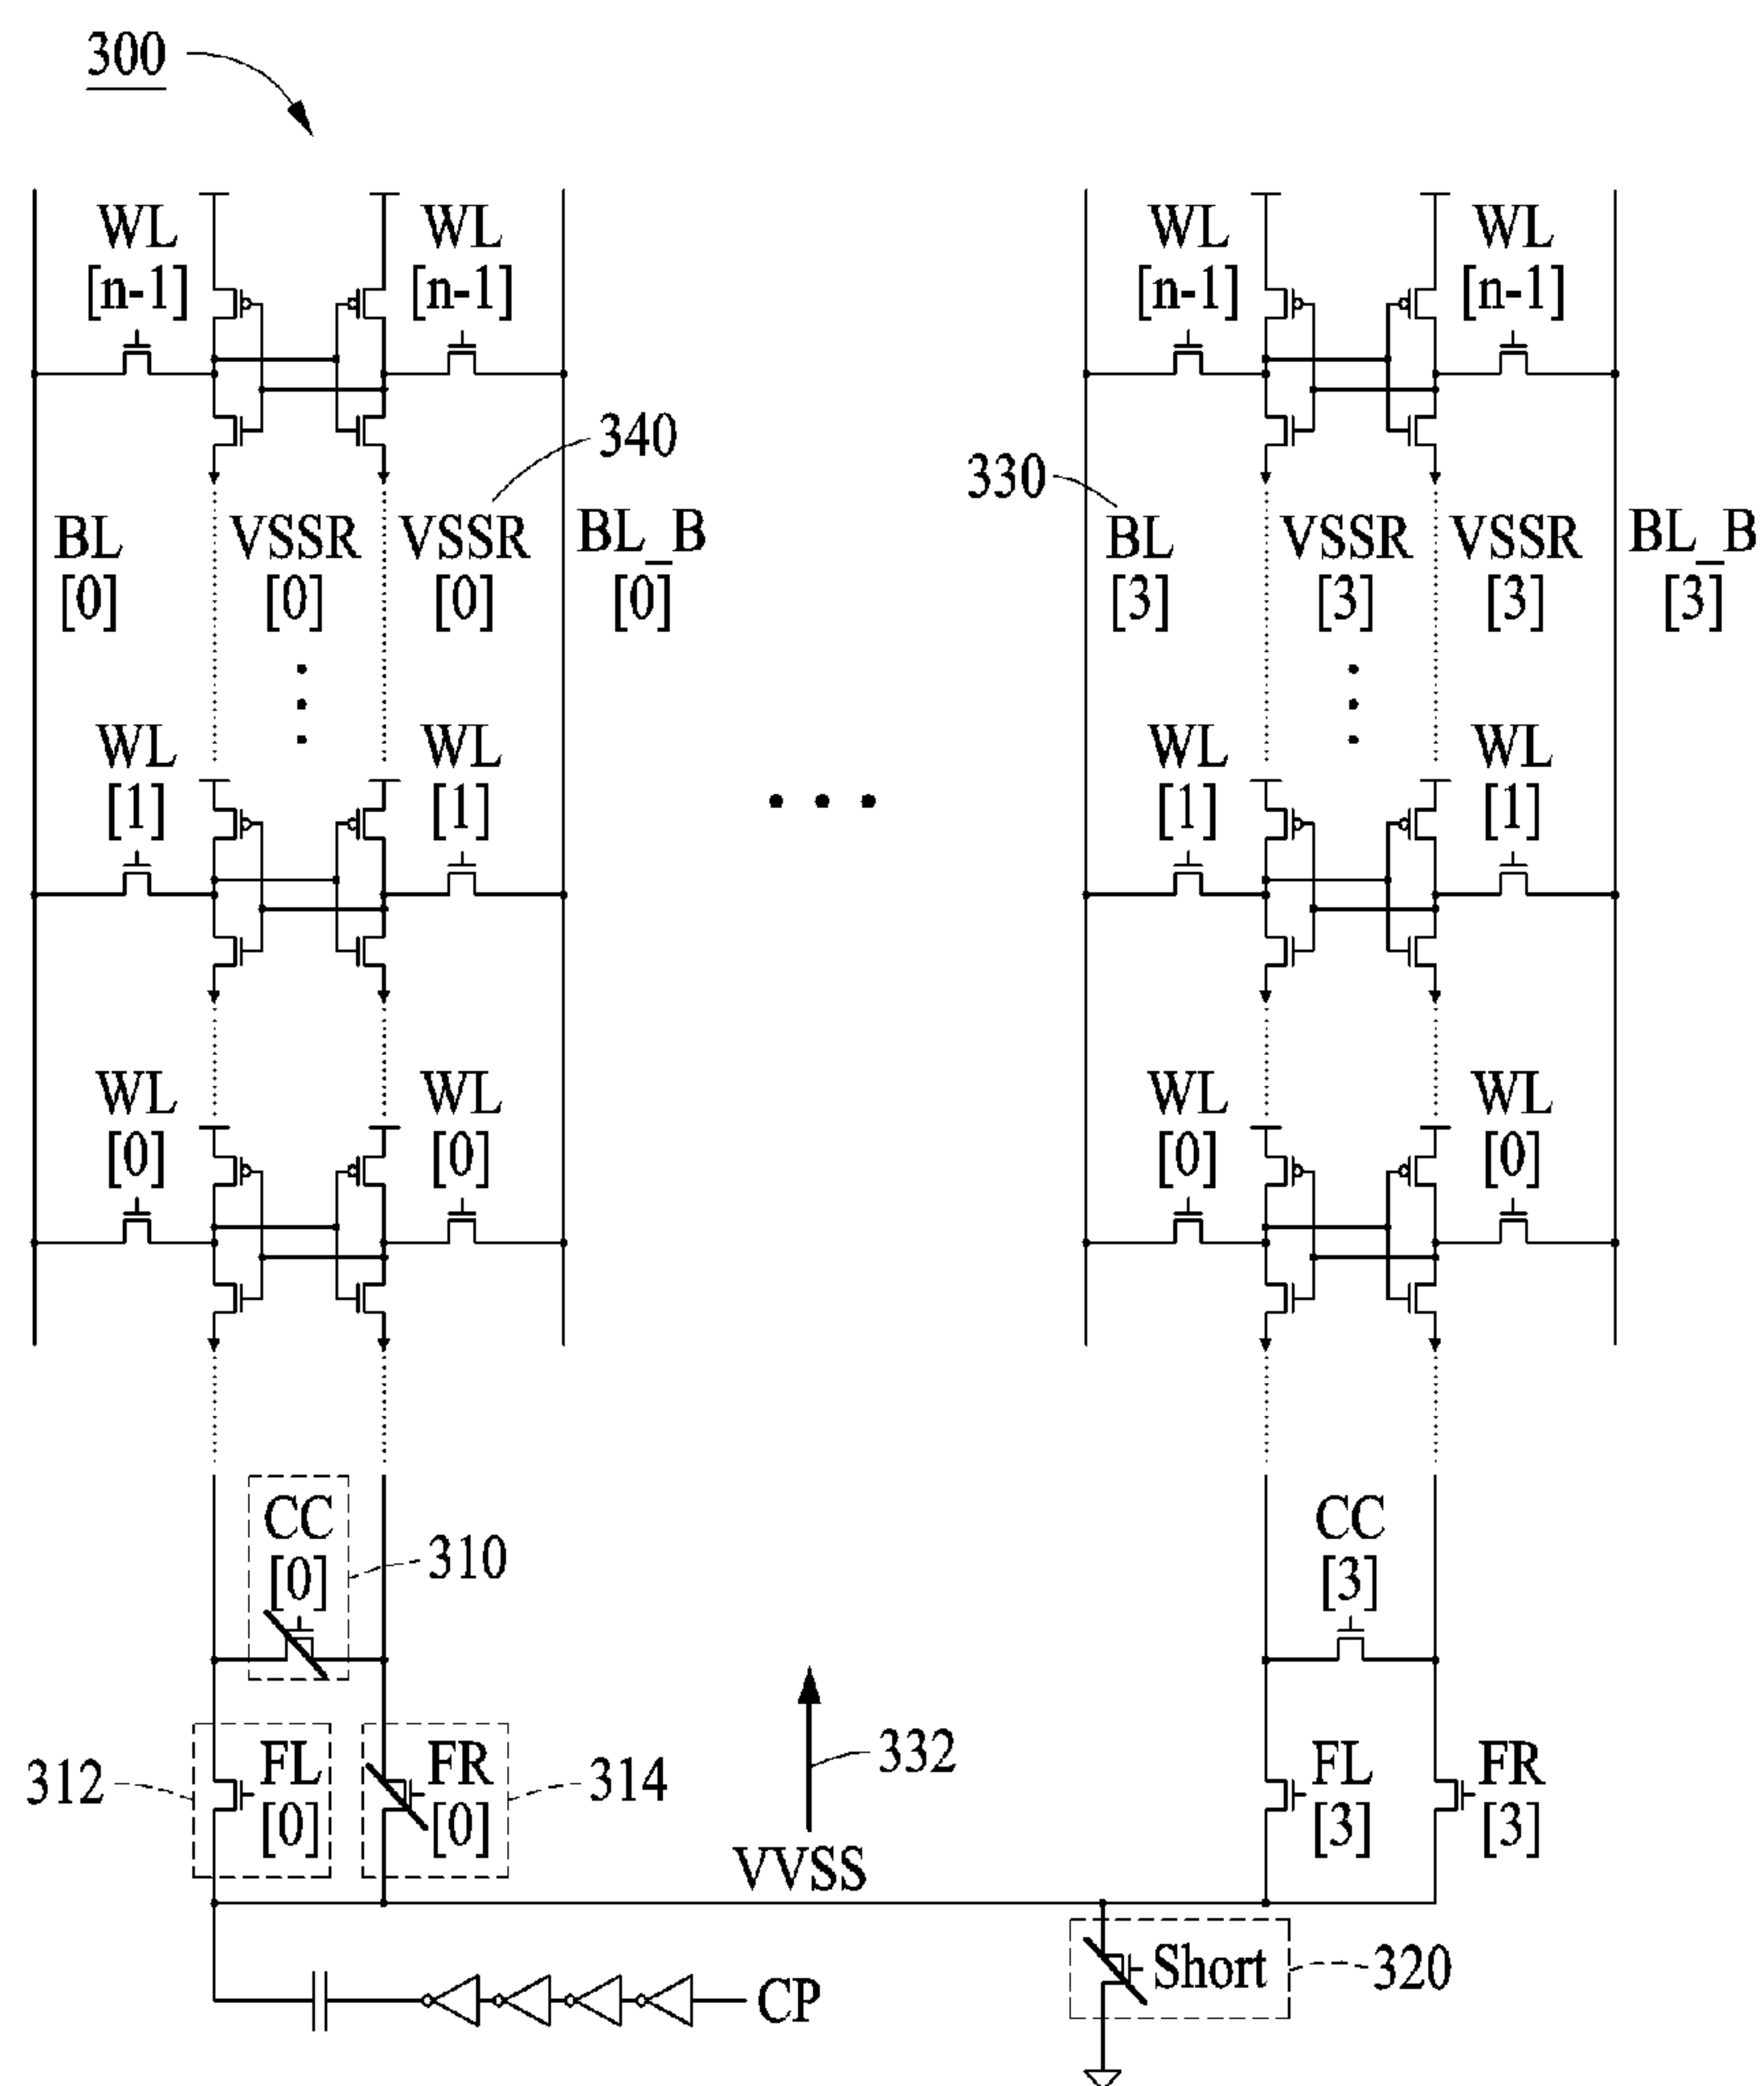 300
WL WL WL WL
[n-1] [n-1] [n-1] [n-1]
340
330
BL VSSR VSSR BL_B BL VSSR VSSR BL_B
[0] [0] [0] [0] [3] [3] [3] [3]
WL WL WL WL
[1] [1] [1] [1]
WL WL WL WL
[0] [0] [0] [0]
CC CC
[0] 310 [3]
332
312 FL FR 314 FL FR
[0] [0] [3] [3]
VVSS
Short 320
CP